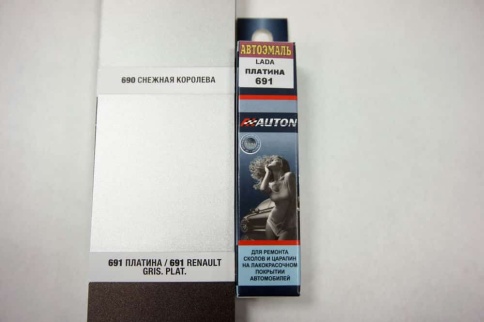 690 СНЕЖНАЯ КОРОЛЕВА
691 ПЛАТИНА / 691 RENAULT
GRIS. PLAT.
АВТОЭМАЛЬ
LADA
ПЛАТИНА
691
AUTON
ДЛЯ РЕМОНТА
СКОЛОВ И ЦАРАПИН
НА ЛАКОКРАСОЧНОМ
ПОКРЫТИИ
АВТОМОБИЛЕЙ